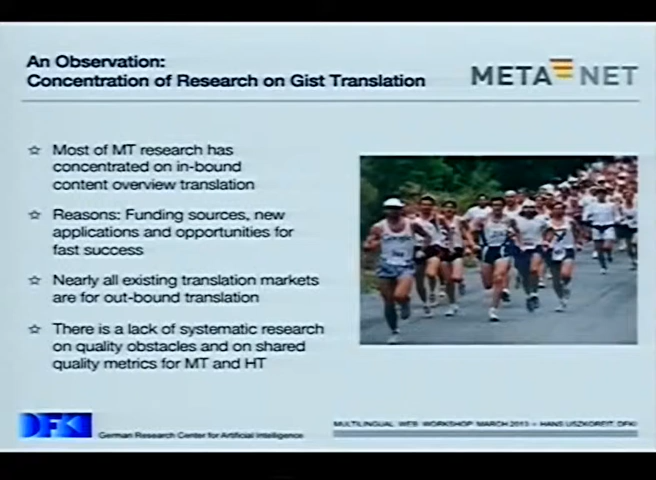 An Observation:
Concentration of Research on Gist Translation
META NET
☆ Most of MT research has
concentrated on in-bound
content overview translation
☆ Reasons: Funding sources, new
applications and opportunities for
fast success
☆ Nearly all existing translation markets
are for out-bound translation
☆ There is a lack of systematic research
on quality obstacles and on shared
quality metrics for MT and HT
DFKI
German Research Center for Artificial Intelligence
MULTILINGUAL WEB WORKSHOP MARCH 2013 – HANS USZKOREIT, DFKI